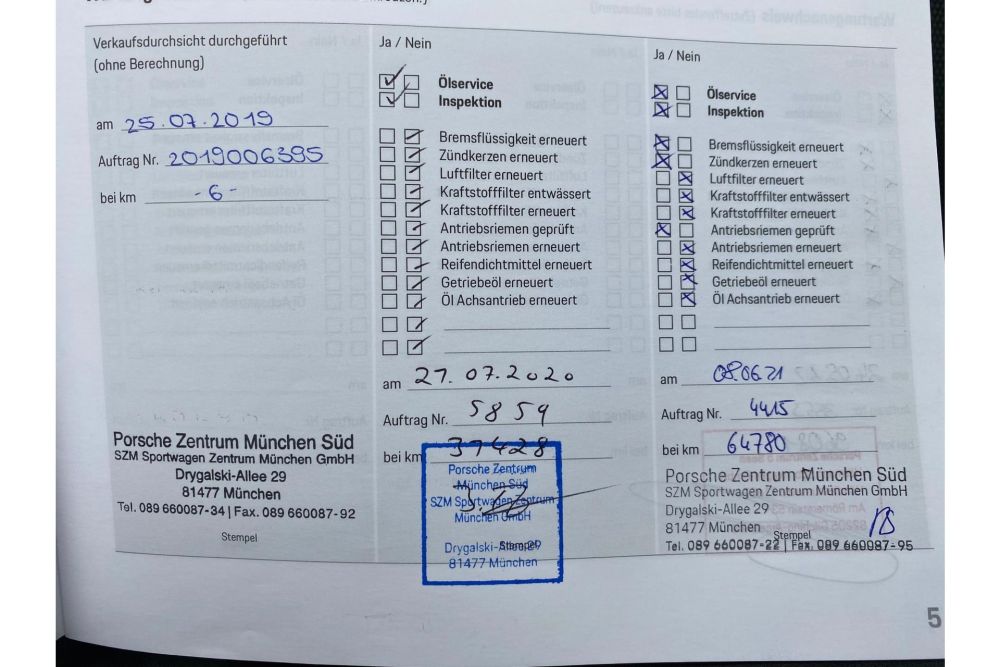 Verkaufsdurchsicht durchgeführt
(ohne Berechnung)
am 25.07.2019
Auftrag Nr. 2019006395
bei km -6-
Porsche Zentrum München Süd
SZM Sportwagen Zentrum München GmbH
Drygalski-Allee 29
81477 München
Tel. 089 660087-34 | Fax. 089 660087-92
Stempel
Ja / Nein
Ölservice
Inspektion
Bremsflüssigkeit erneuert
Zündkerzen erneuert
Luftfilter erneuert
Kraftstofffilter entwässert
Kraftstofffilter erneuert
Antriebsriemen geprüft
Antriebsriemen erneuert
Reifendichtmittel erneuert
Getriebeöl erneuert
Öl Achsantrieb erneuert
am 27.07.2020
Auftrag Nr. 5859
bei km 37428
Porsche Zentrum
München Süd
SZM Sportwagen Zentrum
München GmbH
Drygalski-Allee 29
Stempel
81477 München
Ja / Nein
Ölservice
Inspektion
Bremsflüssigkeit erneuert
Zündkerzen erneuert
Luftfilter erneuert
Kraftstofffilter entwässert
Kraftstofffilter erneuert
Antriebsriemen geprüft
Antriebsriemen erneuert
Reifendichtmittel erneuert
Getriebeöl erneuert
Öl Achsantrieb erneuert
am 08.06.21
Auftrag Nr. 4415
bei km 64780
Porsche Zentrum München Süd
SZM Sportwagen Zentrum München GmbH
Drygalski-Allee 29
81477 München
Stempel
Tel. 089 660087-22 | Fax. 089 660087-95
5